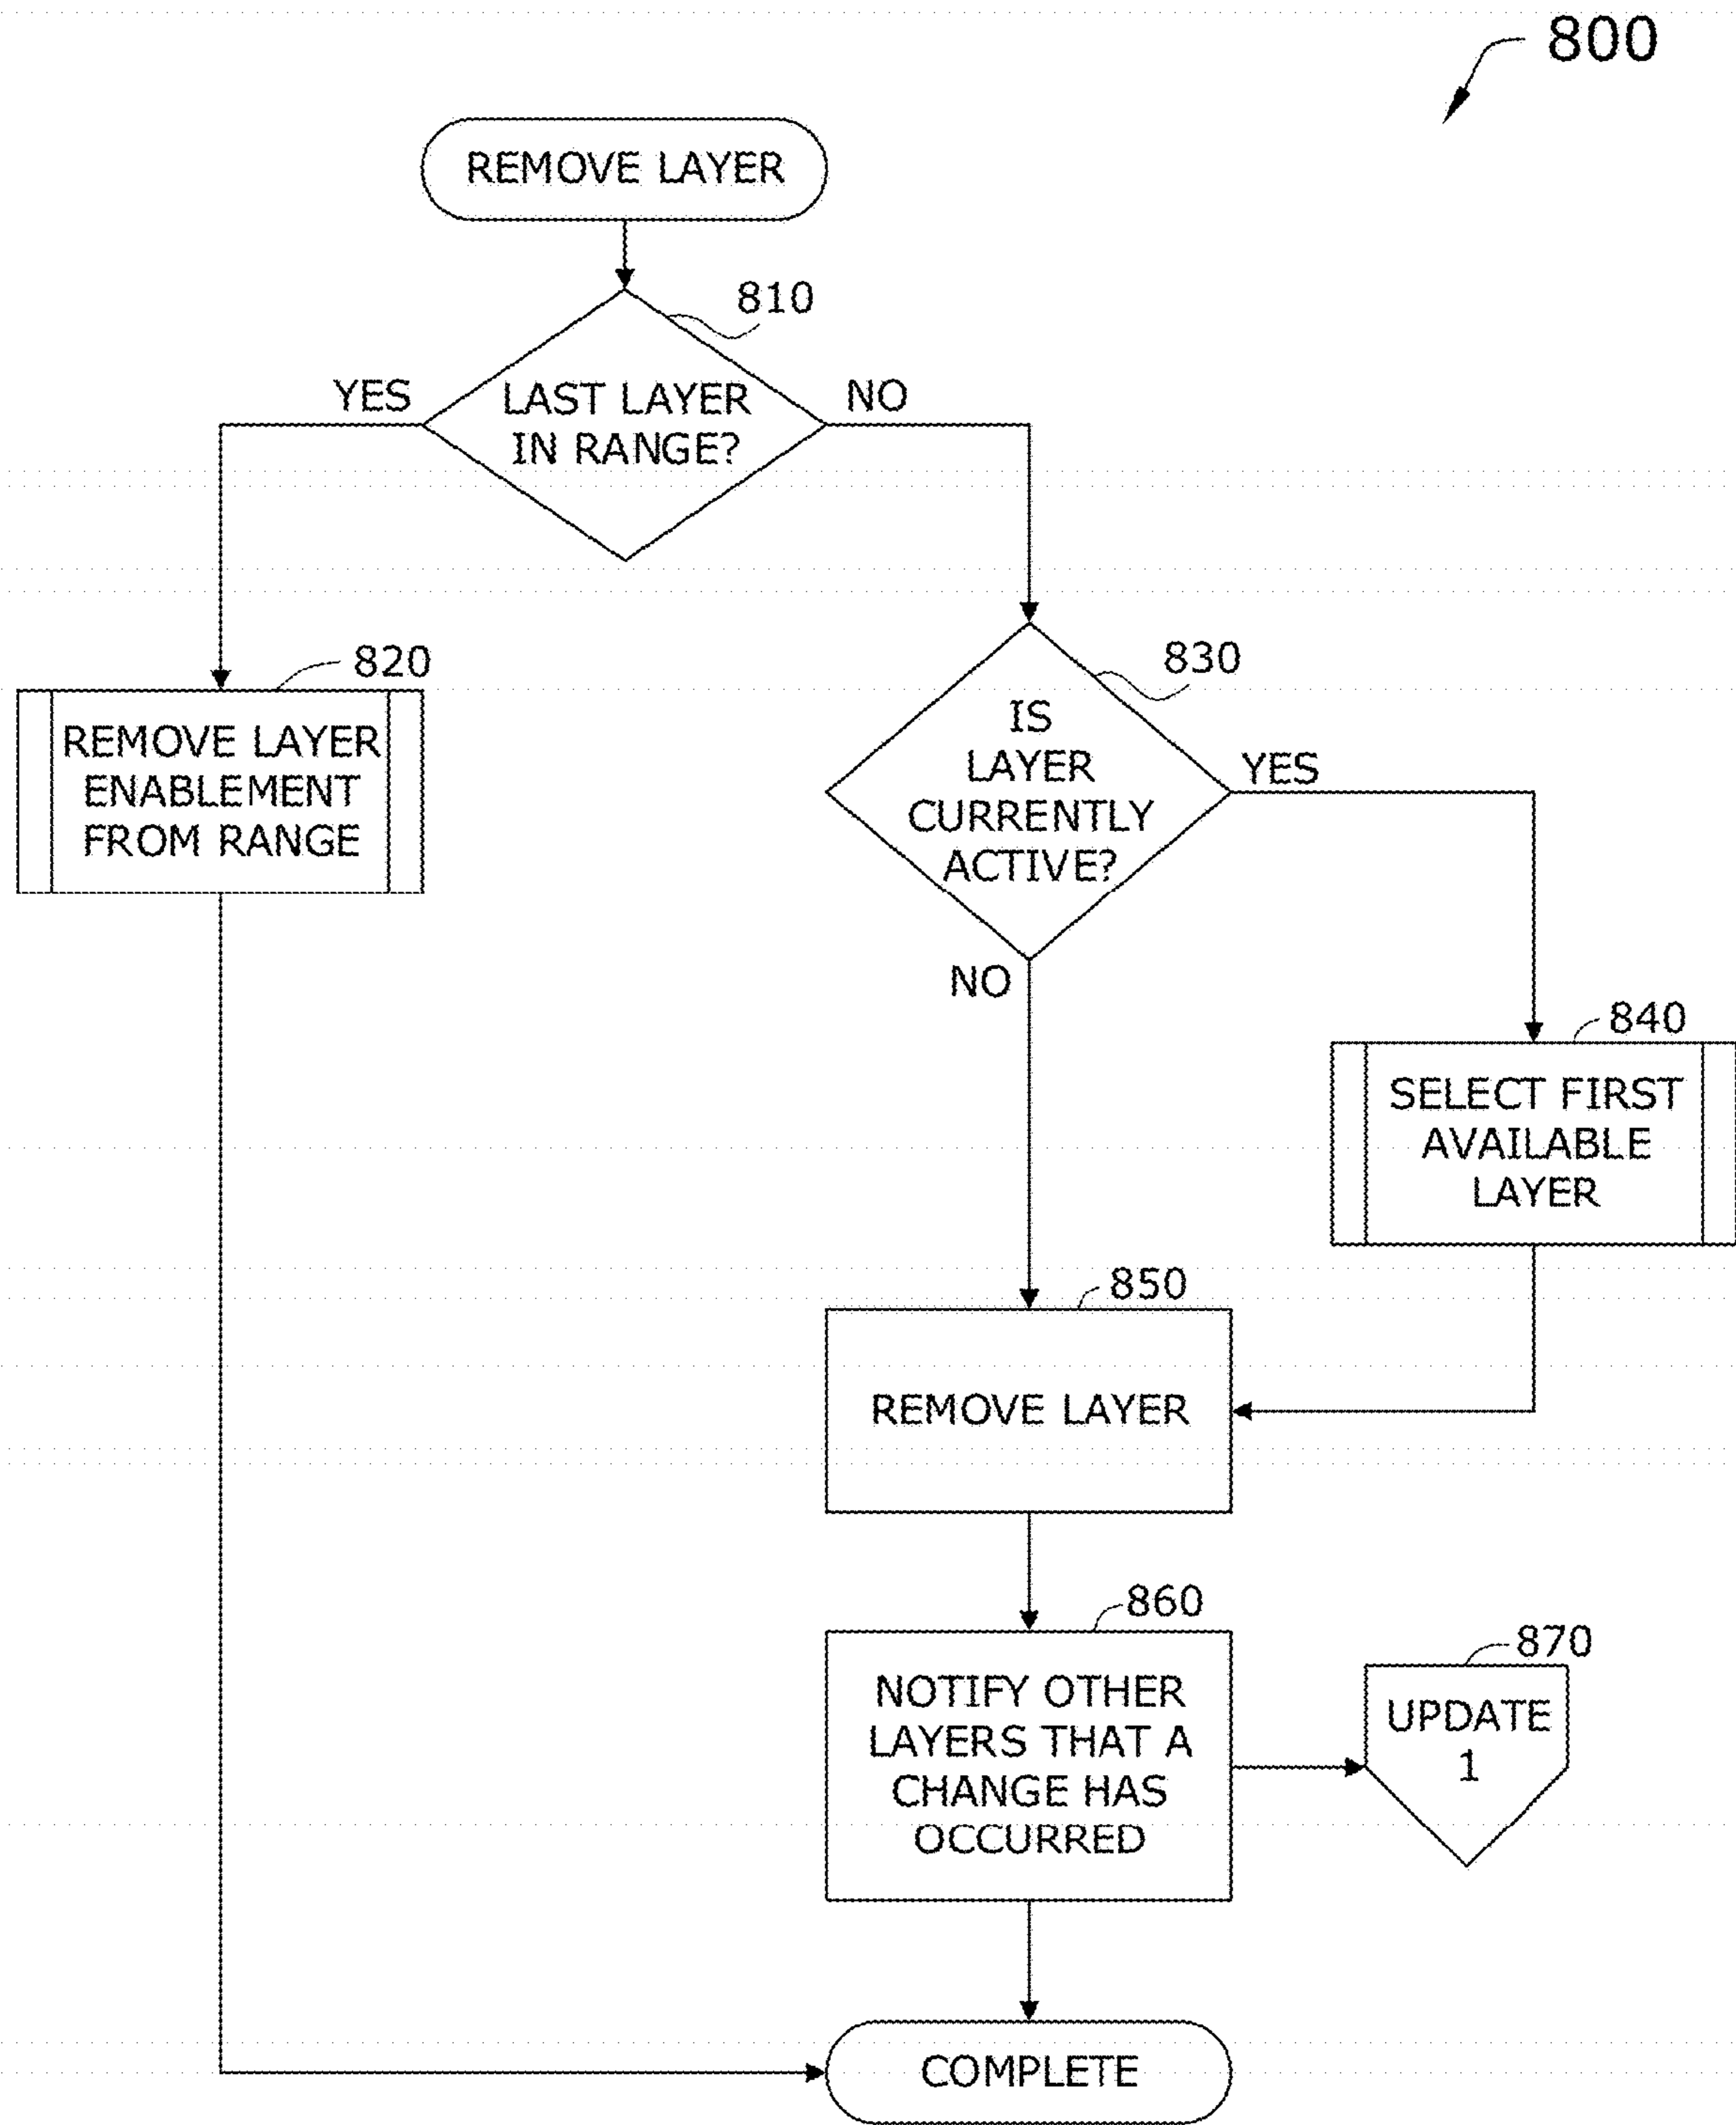 800
REMOVE LAYER
810
YES
LAST LAYER
IN RANGE?
NO
820
REMOVE LAYER
ENABLEMENT
FROM RANGE
830
IS
LAYER
CURRENTLY
ACTIVE?
YES
NO
840
SELECT FIRST
AVAILABLE
LAYER
850
REMOVE LAYER
860
NOTIFY OTHER
LAYERS THAT A
CHANGE HAS
OCCURRED
870
UPDATE
1
COMPLETE